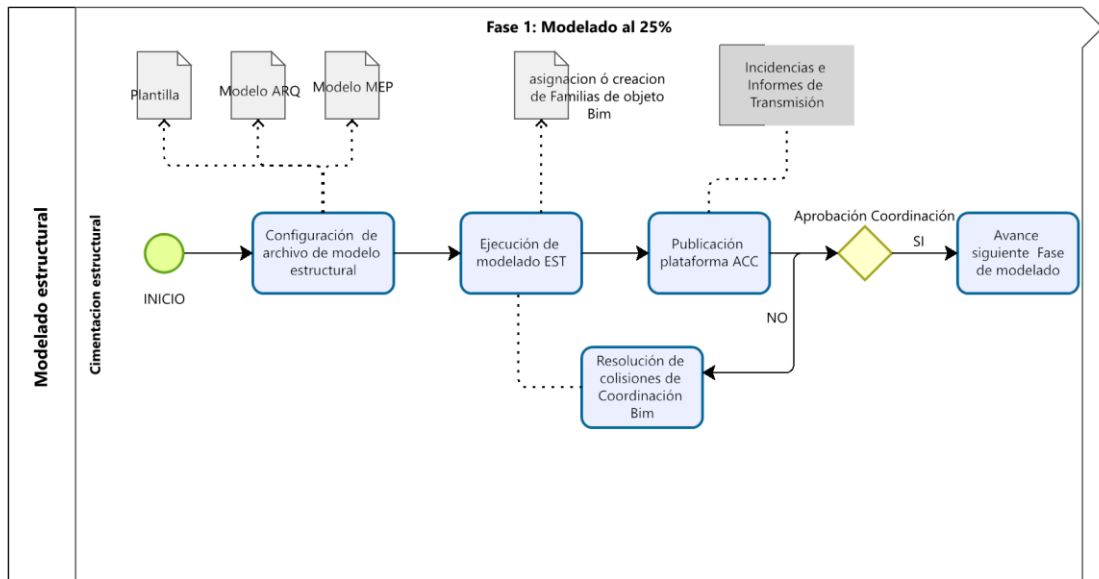 Fase 1: Modelado al 25%
Modelado estructural
Cimentacion estructural
Plantilla
Modelo ARQ
Modelo MEP
asignacion ó creacion
de Familias de objeto
Bim
Incidencias e
Informes de
Transmisión
INICIO
Configuración de
archivo de modelo
estructural
Ejecución de
modelado EST
Publicación
plataforma ACC
Aprobación Coordinación
SI
NO
Avance
siguiente Fase
de modelado
Resolución de
colisiones de
Coordinación
Bim